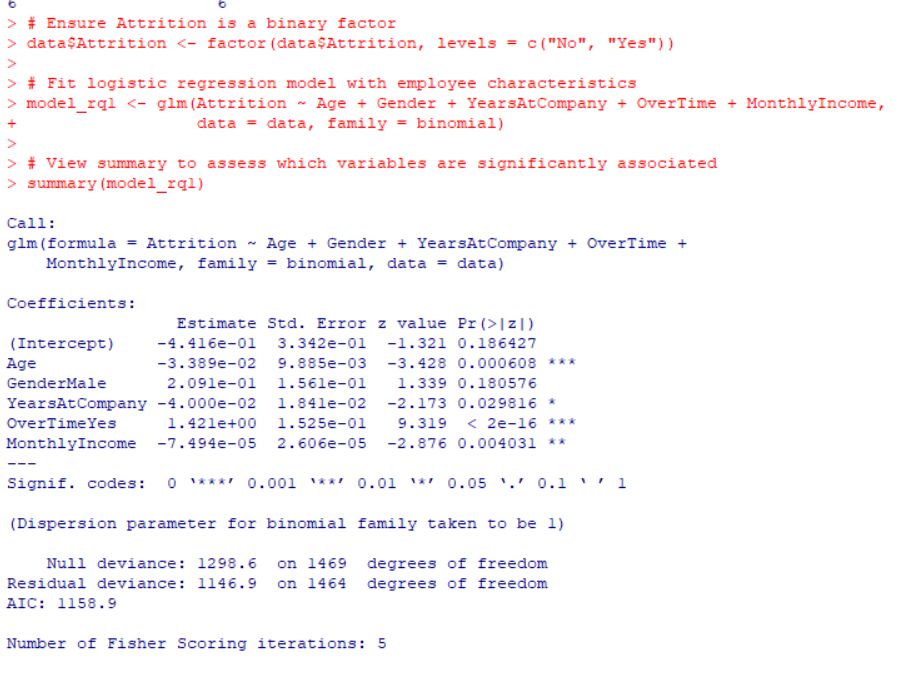 6 6
> # Ensure Attrition is a binary factor
> data$Attrition <- factor(data$Attrition, levels = c("No", "Yes"))
>
> # Fit logistic regression model with employee characteristics
> model_rq1 <- glm(Attrition ~ Age + Gender + YearsAtCompany + OverTime + MonthlyIncome,
+                  data = data, family = binomial)
>
> # View summary to assess which variables are significantly associated
> summary(model_rq1)

Call:
glm(formula = Attrition ~ Age + Gender + YearsAtCompany + OverTime +
    MonthlyIncome, family = binomial, data = data)

Coefficients:
                 Estimate Std. Error z value Pr(>|z|)
(Intercept)    -4.416e-01  3.342e-01  -1.321 0.186427
Age            -3.389e-02  9.885e-03  -3.428 0.000608 ***
GenderMale      2.091e-01  1.561e-01   1.339 0.180576
YearsAtCompany -4.000e-02  1.841e-02  -2.173 0.029816 *
OverTimeYes     1.421e+00  1.525e-01   9.319  < 2e-16 ***
MonthlyIncome  -7.494e-05  2.606e-05  -2.876 0.004031 **
---
Signif. codes:  0 ‘***’ 0.001 ‘**’ 0.01 ‘*’ 0.05 ‘.’ 0.1 ‘ ’ 1

(Dispersion parameter for binomial family taken to be 1)

    Null deviance: 1298.6  on 1469  degrees of freedom
Residual deviance: 1146.9  on 1464  degrees of freedom
AIC: 1158.9

Number of Fisher Scoring iterations: 5